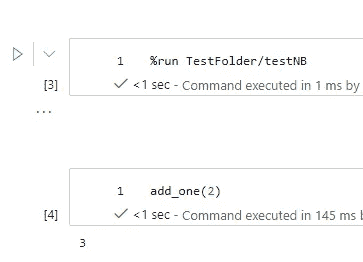 1 %run TestFolder/testNB
[3] <1 sec - Command executed in 1 ms by
...
1 add_one(2)
[4] <1 sec - Command executed in 145 ms
3